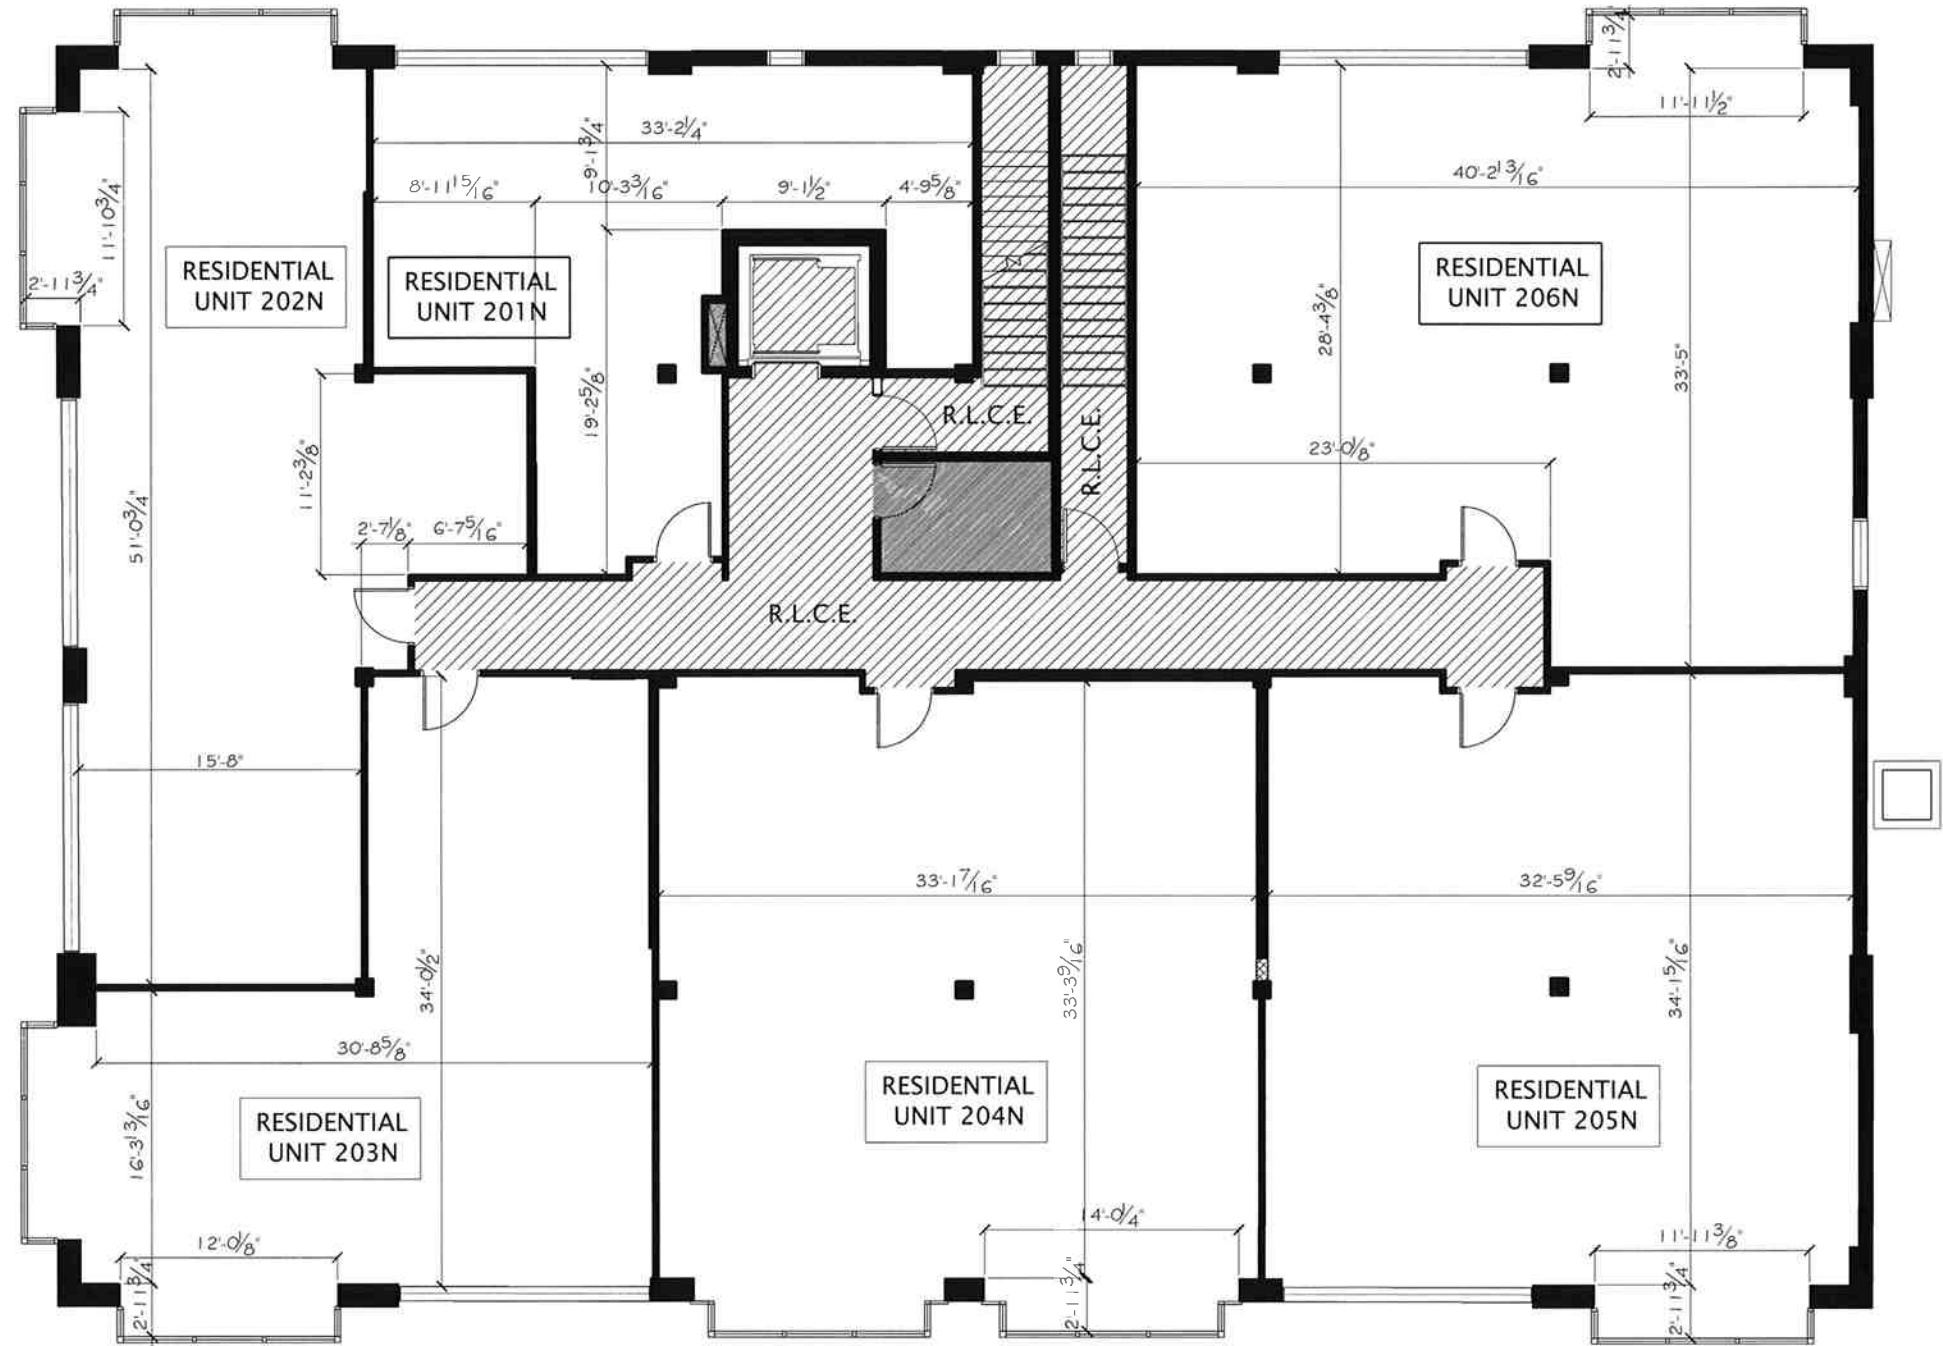 2'-11 3/4"
11'-11 1/2"
33'-2 1/4"
9'-1 3/4"
8'-11 15/16"
10'-3 3/16"
9'-1 1/2"
4'-9 5/8"
40'-2 13/16"
11'-10 3/4"
2'-11 3/4"
RESIDENTIAL
UNIT 202N
RESIDENTIAL
UNIT 201N
RESIDENTIAL
UNIT 206N
28'-4 3/8"
33'-5"
19'-2 5/8"
R.L.C.E.
R.L.C.E.
23'-0 1/8"
11'-2 3/8"
51'-0 3/4"
2'-7 1/8"
6'-7 5/16"
R.L.C.E.
15'-8"
33'-1 7/16"
32'-5 9/16"
34'-0 1/2"
33'-3 9/16"
34'-1 5/16"
30'-8 5/8"
16'-3 13/16"
RESIDENTIAL
UNIT 203N
RESIDENTIAL
UNIT 204N
RESIDENTIAL
UNIT 205N
12'-0 1/8"
14'-0 1/4"
11'-11 3/8"
2'-11 3/4"
2'-11 3/4"
2'-11 3/4"